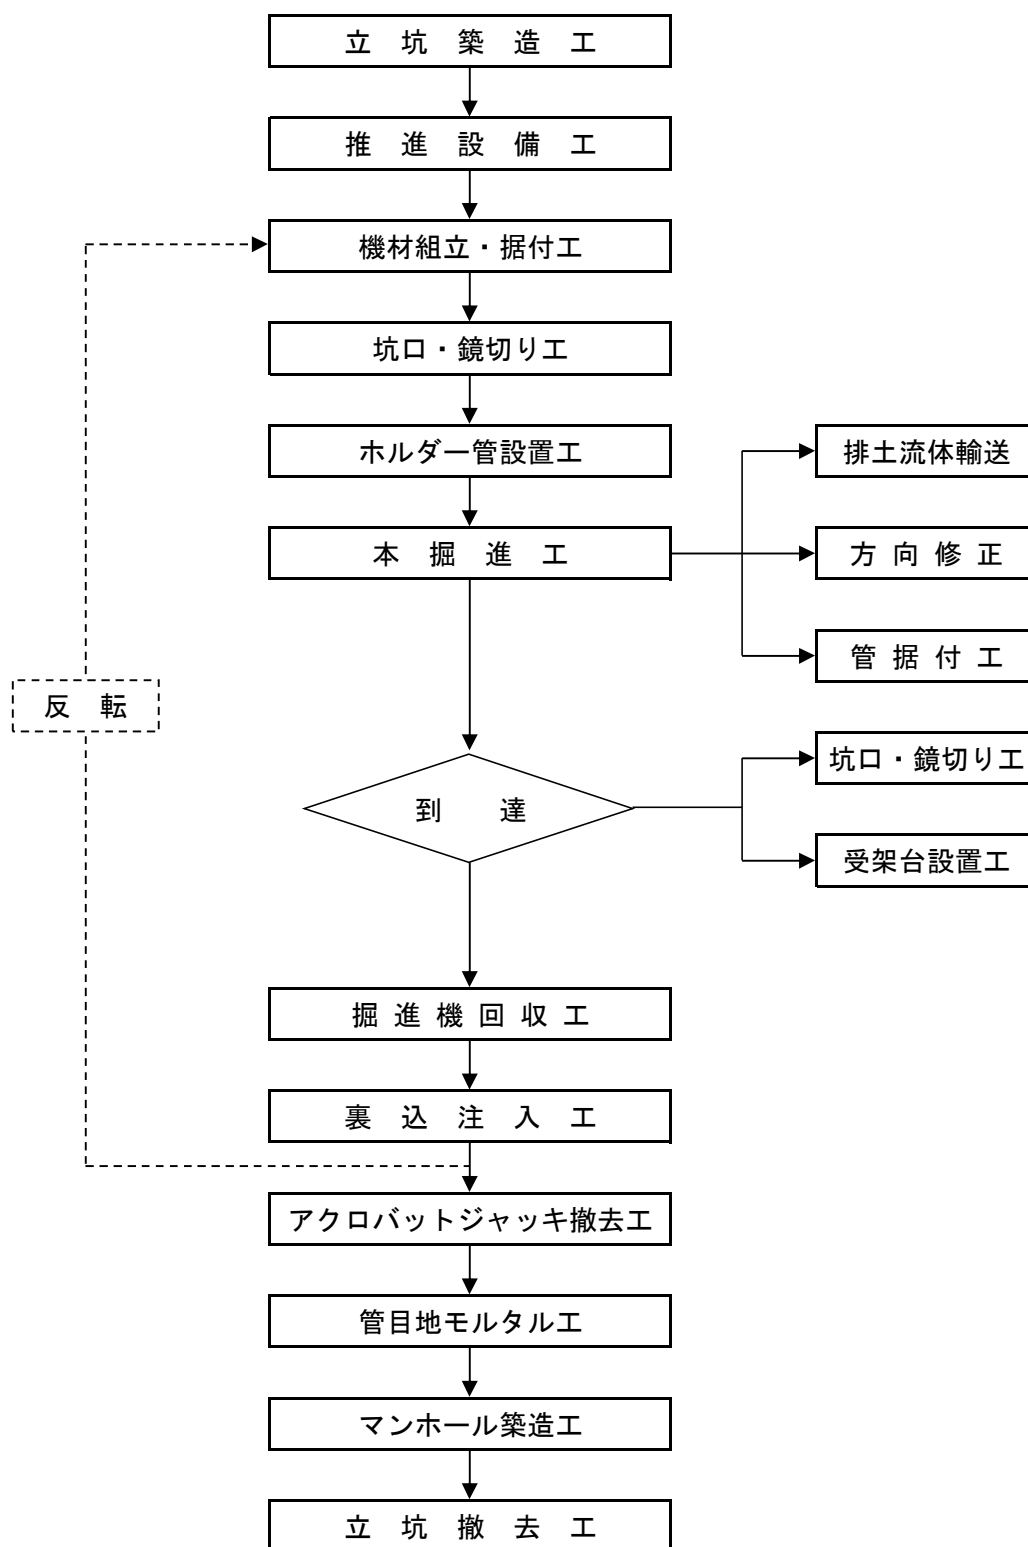 立坑築造工
推進設備工
機材組立・据付工
坑口・鏡切り工
ホルダー管設置工
排土流体輸送
本掘進工
方向修正
管据付工
反転
坑口・鏡切り工
到達
受架台設置工
掘進機回収工
裏込注入工
アクロバットジャッキ撤去工
管目地モルタル工
マンホール築造工
立坑撤去工